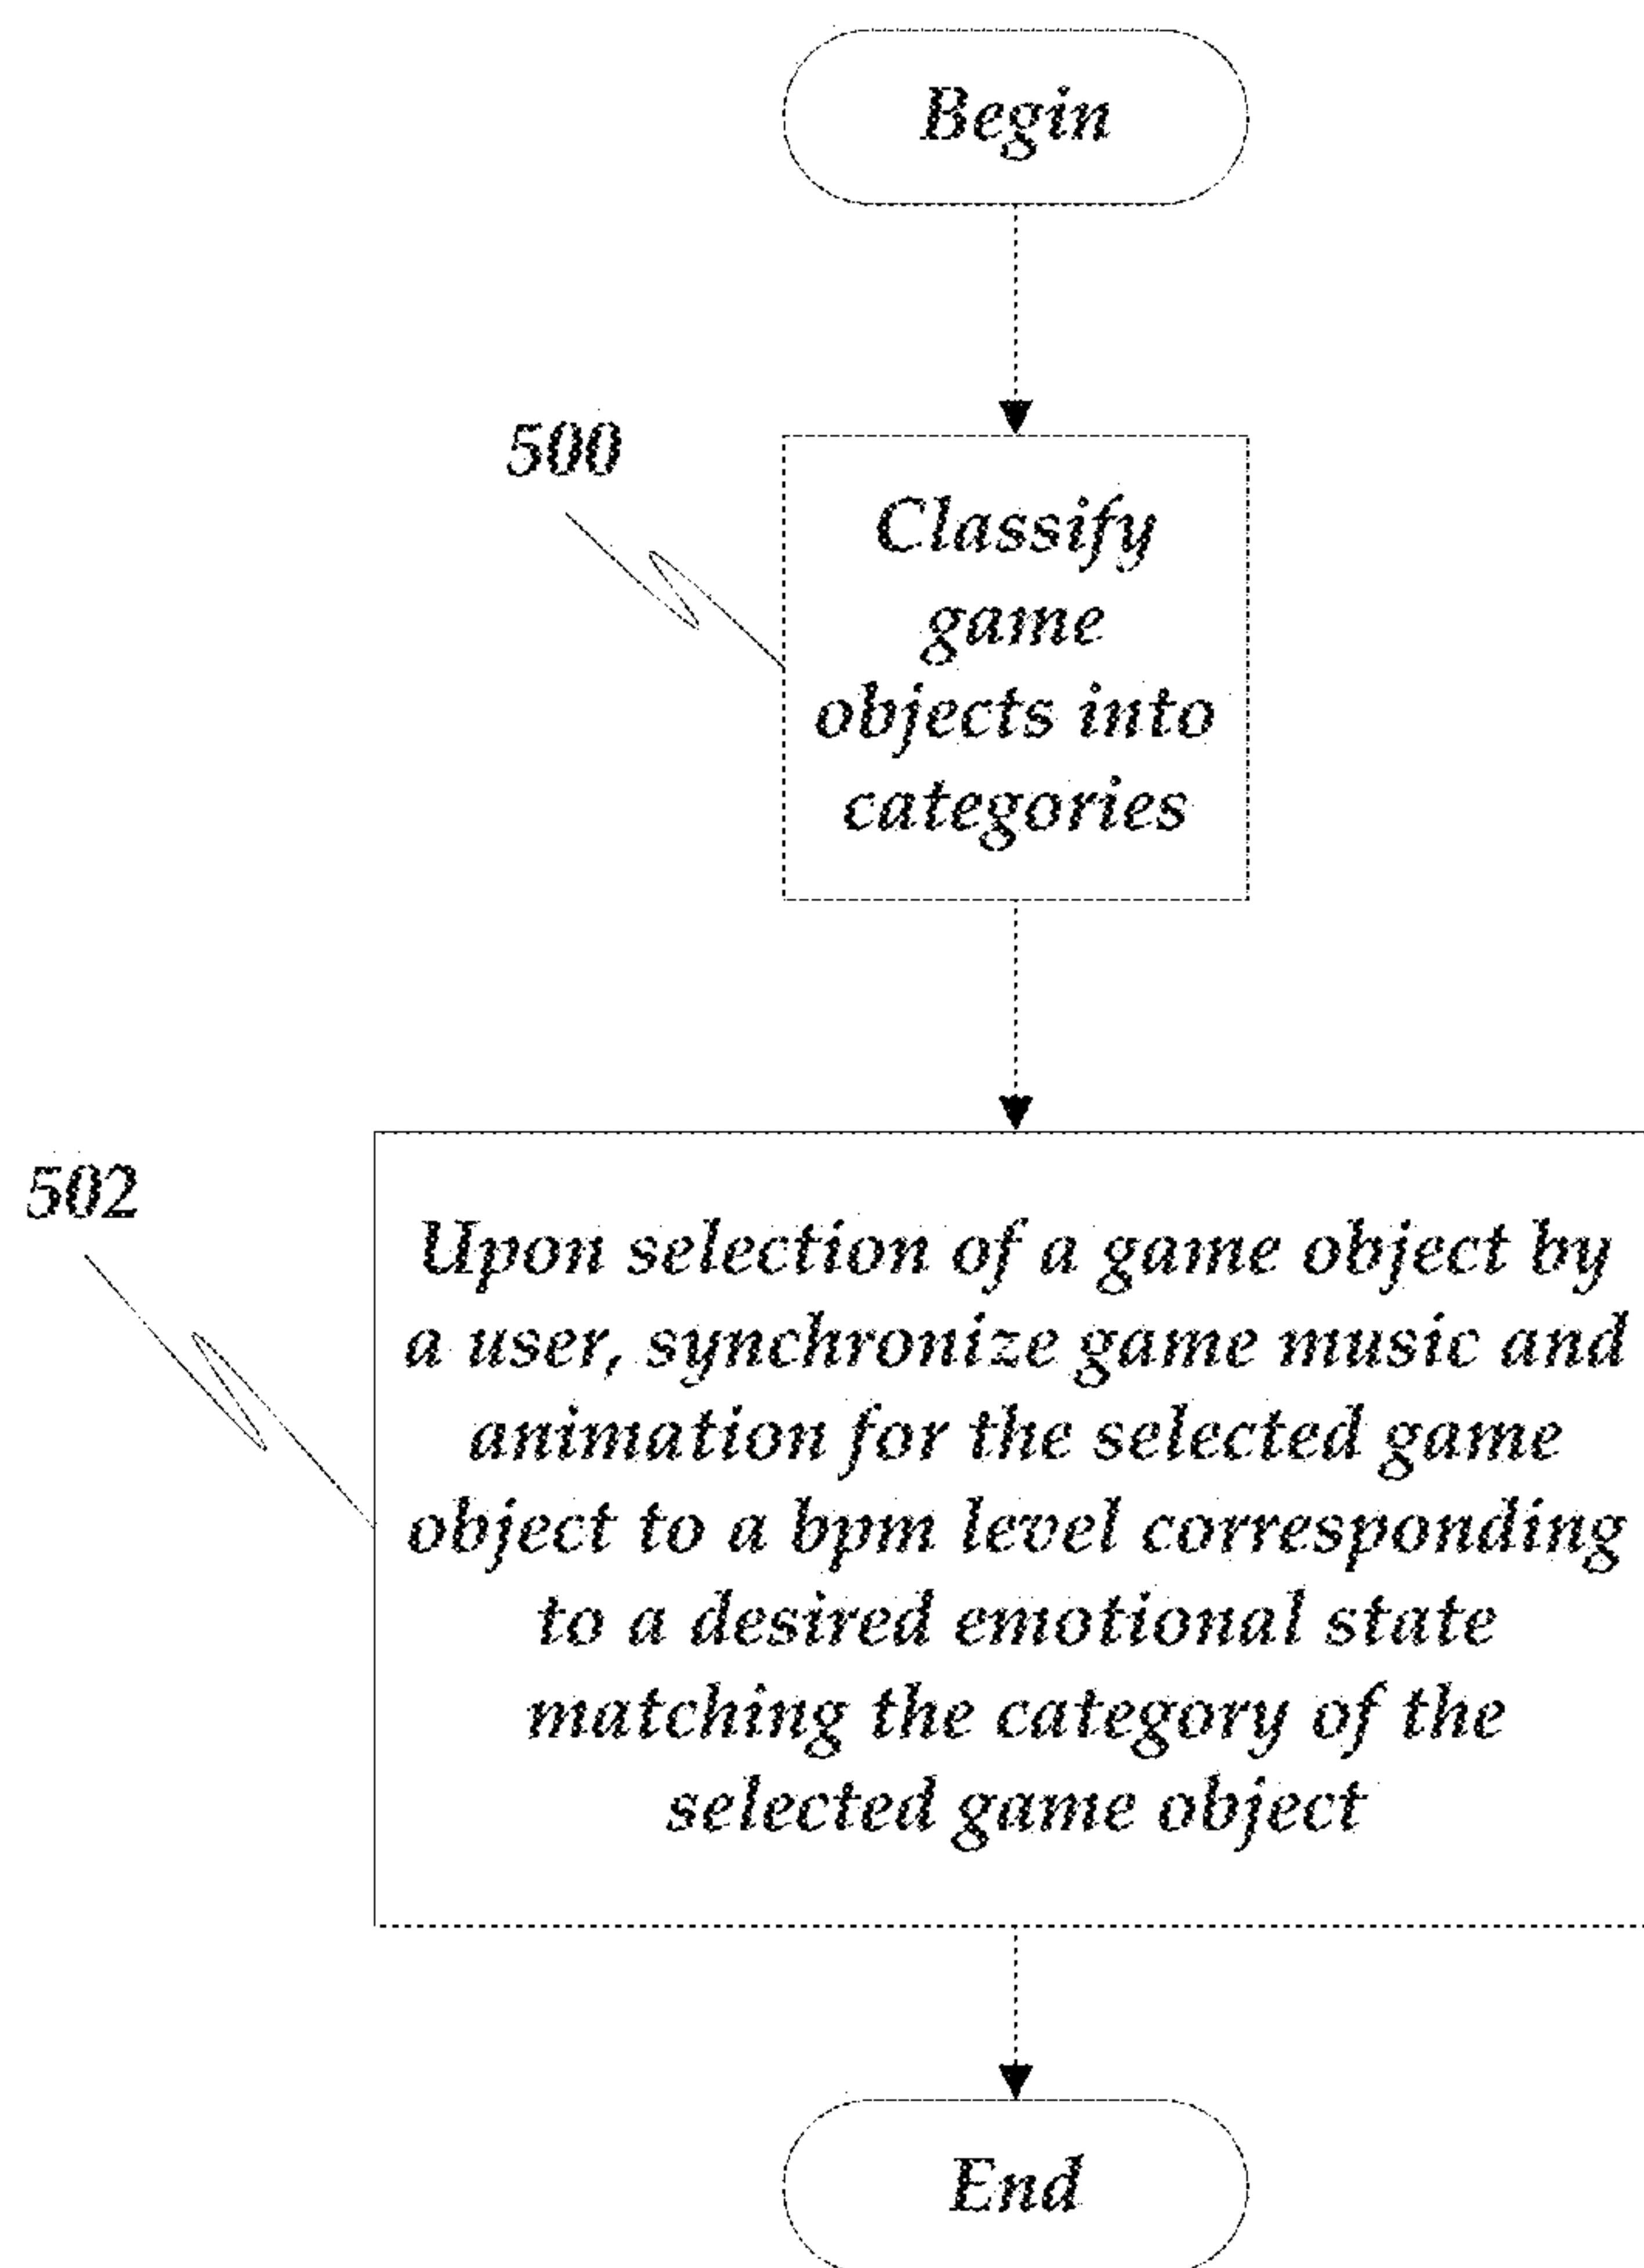 Begin
500
Classify
game
objects into
categories
502
Upon selection of a game object by
a user, synchronize game music and
animation for the selected game
object to a bpm level corresponding
to a desired emotional state
matching the category of the
selected game object
End